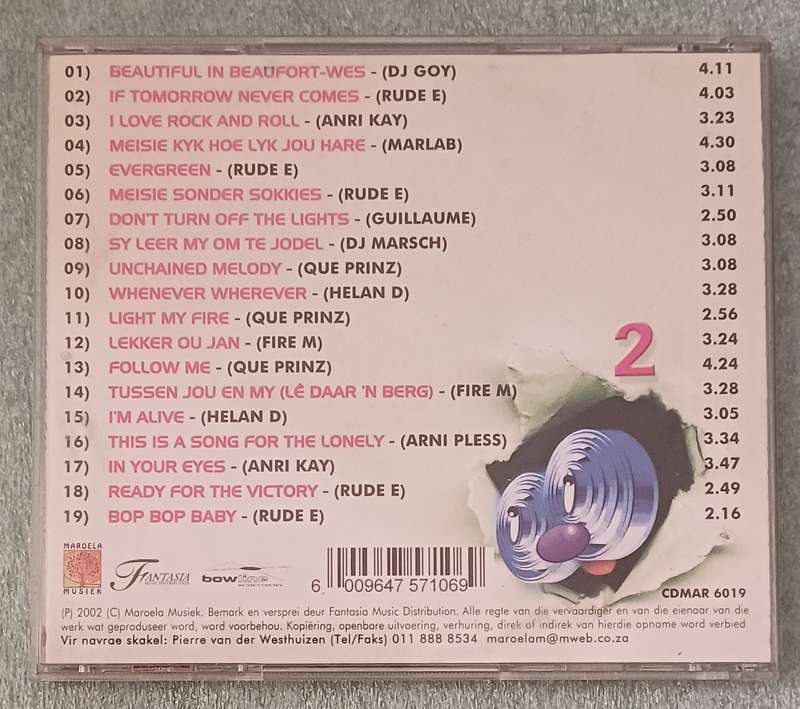 01) BEAUTIFUL IN BEAUFORT-WES - (DJ GOY) 4.11
02) IF TOMORROW NEVER COMES - (RUDE E) 4.03
03) I LOVE ROCK AND ROLL - (ANRI KAY) 3.23
04) MEISIE KYK HOE LYK JOU HARE - (MARLAB) 4.30
05) EVERGREEN - (RUDE E) 3.08
06) MEISIE SONDER SOKKIES - (RUDE E) 3.11
07) DON'T TURN OFF THE LIGHTS - (GUILLAUME) 2.50
08) SY LEER MY OM TE JODEL - (DJ MARSCH) 3.08
09) UNCHAINED MELODY - (QUE PRINZ) 3.08
10) WHENEVER WHEREVER - (HELAN D) 3.28
11) LIGHT MY FIRE - (QUE PRINZ) 2.56
12) LEKKER OU JAN - (FIRE M) 3.24
13) FOLLOW ME - (QUE PRINZ) 4.24
14) TUSSEN JOU EN MY (LÊ DAAR 'N BERG) - (FIRE M) 3.28
15) I'M ALIVE - (HELAN D) 3.05
16) THIS IS A SONG FOR THE LONELY - (ARNI PLESS) 3.34
17) IN YOUR EYES - (ANRI KAY) 3.47
18) READY FOR THE VICTORY - (RUDE E) 2.49
19) BOP BOP BABY - (RUDE E) 2.16
2
MAROELA
MUSIEK
FANTASIA
MUSIC DISTRIBUTION
bowline
6 009647 571069
CDMAR 6019
(P) 2002 (C) Maroela Musiek. Bemark en versprei deur Fantasia Music Distribution. Alle regte van die vervaardiger en van die eienaar van die
werk wat geproduseer word, word voorbehou. Kopiëring, openbare uitvoering, verhuring, direk of indirek van hierdie opname word verbied.
Vir navrae skakel: Pierre van der Westhuizen (Tel/Faks) 011 888 8534 maroelam@mweb.co.za